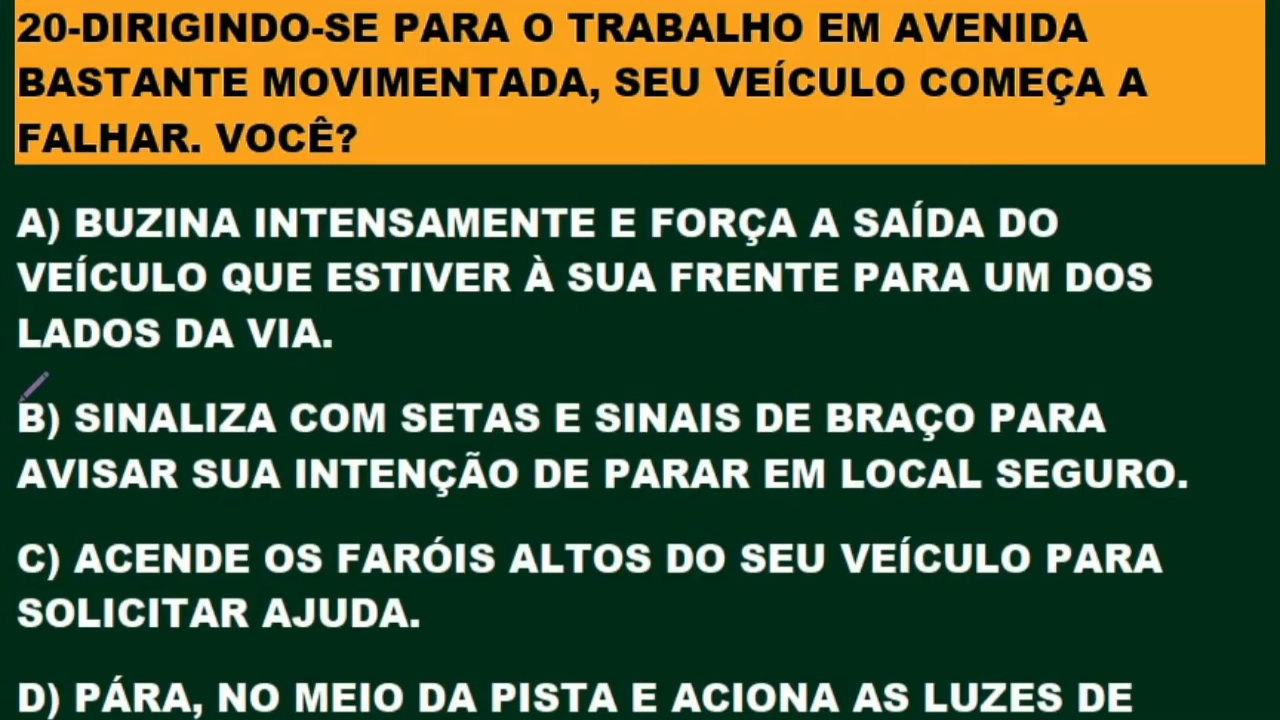 20-DIRIGINDO-SE PARA O TRABALHO EM AVENIDA
BASTANTE MOVIMENTADA, SEU VEÍCULO COMEÇA A
FALHAR. VOCÊ?
A) BUZINA INTENSAMENTE E FORÇA A SAÍDA DO
VEÍCULO QUE ESTIVER À SUA FRENTE PARA UM DOS
LADOS DA VIA.
B) SINALIZA COM SETAS E SINAIS DE BRAÇO PARA
AVISAR SUA INTENÇÃO DE PARAR EM LOCAL SEGURO.
C) ACENDE OS FARÓIS ALTOS DO SEU VEÍCULO PARA
SOLICITAR AJUDA.
D) PÁRA, NO MEIO DA PISTA E ACIONA AS LUZES DE